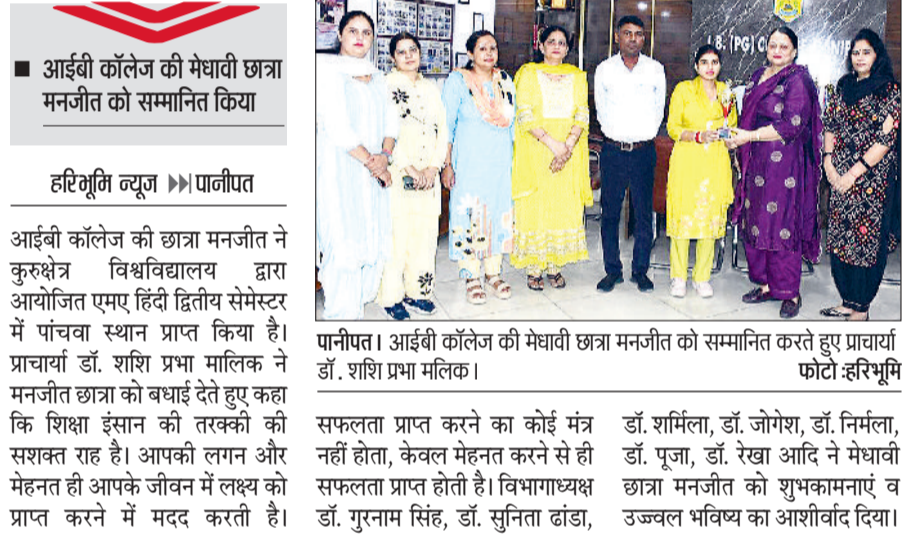 ■ आईबी कॉलेज की मेधावी छात्रा
मनजीत को सम्मानित किया
हरिभूमि न्यूज ▶▶| पानीपत
आईबी कॉलेज की छात्रा मनजीत ने
कुरुक्षेत्र विश्वविद्यालय द्वारा
आयोजित एमए हिंदी द्वितीय सेमेस्टर
में पांचवा स्थान प्राप्त किया है।
प्राचार्या डॉ. शशि प्रभा मालिक ने
मनजीत छात्रा को बधाई देते हुए कहा
कि शिक्षा इंसान की तरक्की की
सशक्त राह है। आपकी लगन और
मेहनत ही आपके जीवन में लक्ष्य को
प्राप्त करने में मदद करती है।
I.B. (PG) CO
पानीपत। आईबी कॉलेज की मेधावी छात्रा मनजीत को सम्मानित करते हुए प्राचार्या
डॉ. शशि प्रभा मलिक।
फोटो :हरिभूमि
सफलता प्राप्त करने का कोई मंत्र
नहीं होता, केवल मेहनत करने से ही
सफलता प्राप्त होती है। विभागाध्यक्ष
डॉ. गुरनाम सिंह, डॉ. सुनिता ढांडा,
डॉ. शर्मिला, डॉ. जोगेश, डॉ. निर्मला,
डॉ. पूजा, डॉ. रेखा आदि ने मेधावी
छात्रा मनजीत को शुभकामनाएं व
उज्ज्वल भविष्य का आशीर्वाद दिया।